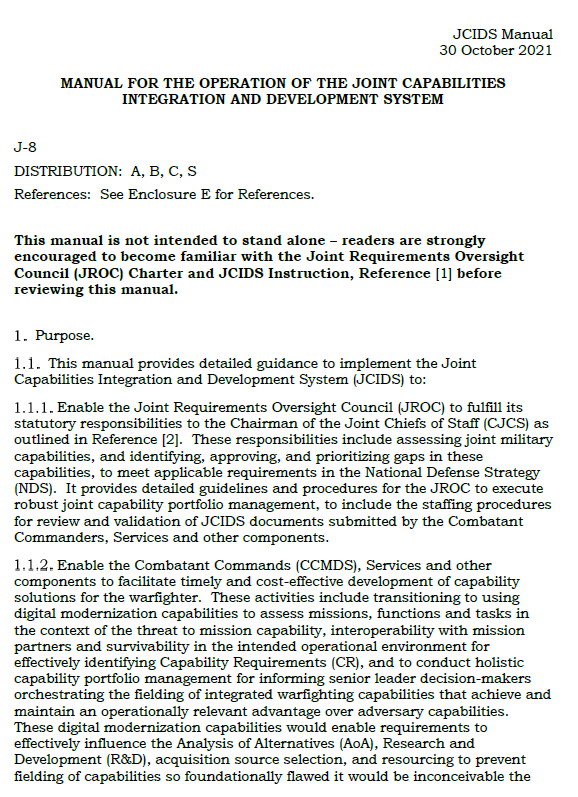 JCIDS Manual
30 October 2021
MANUAL FOR THE OPERATION OF THE JOINT CAPABILITIES
INTEGRATION AND DEVELOPMENT SYSTEM
J-8
DISTRIBUTION: A, B, C, S
References: See Enclosure E for References.
This manual is not intended to stand alone – readers are strongly
encouraged to become familiar with the Joint Requirements Oversight
Council (JROC) Charter and JCIDS Instruction, Reference [1] before
reviewing this manual.
1. Purpose.
1.1. This manual provides detailed guidance to implement the Joint
Capabilities Integration and Development System (JCIDS) to:
1.1.1. Enable the Joint Requirements Oversight Council (JROC) to fulfill its
statutory responsibilities to the Chairman of the Joint Chiefs of Staff (CJCS) as
outlined in Reference [2]. These responsibilities include assessing joint military
capabilities, and identifying, approving, and prioritizing gaps in these
capabilities, to meet applicable requirements in the National Defense Strategy
(NDS). It provides detailed guidelines and procedures for the JROC to execute
robust joint capability portfolio management, to include the staffing procedures
for review and validation of JCIDS documents submitted by the Combatant
Commanders, Services and other components.
1.1.2. Enable the Combatant Commands (CCMDS), Services and other
components to facilitate timely and cost-effective development of capability
solutions for the warfighter. These activities include transitioning to using
digital modernization capabilities to assess missions, functions and tasks in
the context of the threat to mission capability, interoperability with mission
partners and survivability in the intended operational environment for
effectively identifying Capability Requirements (CR), and to conduct holistic
capability portfolio management for informing senior leader decision-makers
orchestrating the fielding of integrated warfighting capabilities that achieve and
maintain an operationally relevant advantage over adversary capabilities.
These digital modernization capabilities would enable requirements to
effectively influence the Analysis of Alternatives (AoA), Research and
Development (R&D), acquisition source selection, and resourcing to prevent
fielding of capabilities so foundationally flawed it would be inconceivable the